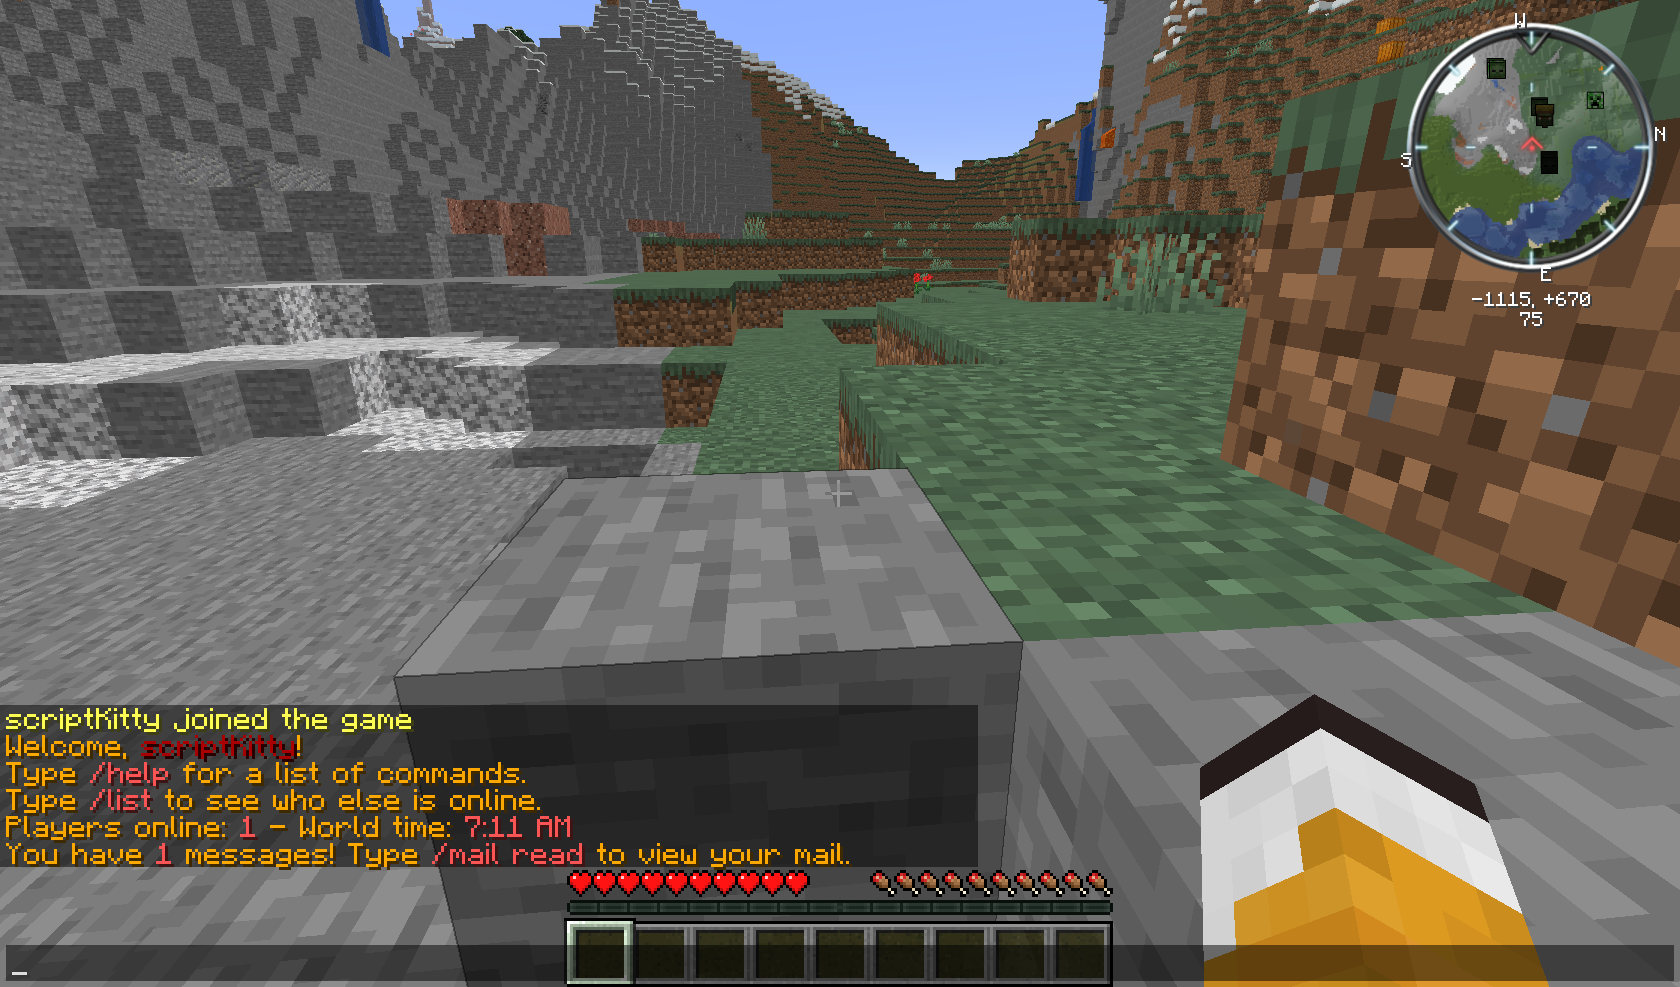 W
N
S
E
-1115, +670
75
scriptKitty joined the game
Welcome, scriptKitty!
Type /help for a list of commands.
Type /list to see who else is online.
Players online: 1 - World time: 7:11 AM
You have 1 messages! Type /mail read to view your mail.
_